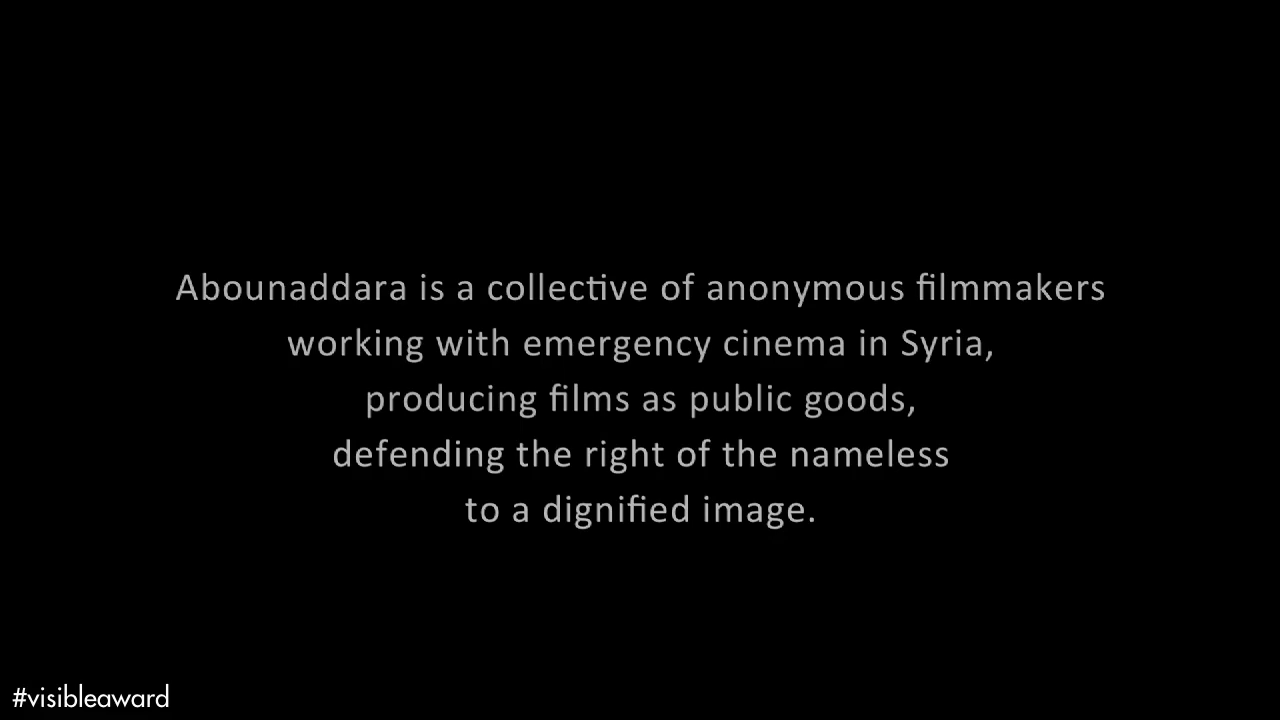 Abounaddara is a collective of anonymous filmmakers
working with emergency cinema in Syria,
producing films as public goods,
defending the right of the nameless
to a dignified image.
#visibleaward